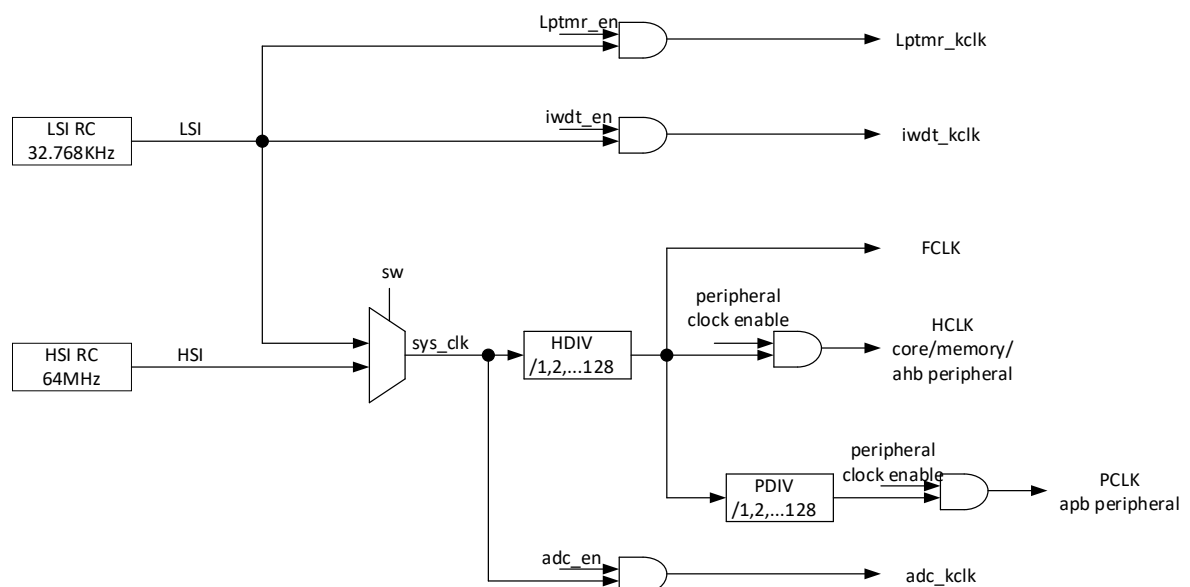 Lptmr_en
Lptmr_kclk
LSI RC
32.768KHz
LSI
iwdt_en
iwdt_kclk
FCLK
sw
peripheral
clock enable
HCLK
core/memory/
ahb peripheral
HSI RC
64MHz
HSI
sys_clk
HDIV
/1,2,...128
peripheral
clock enable
PDIV
/1,2,...128
PCLK
apb peripheral
adc_en
adc_kclk